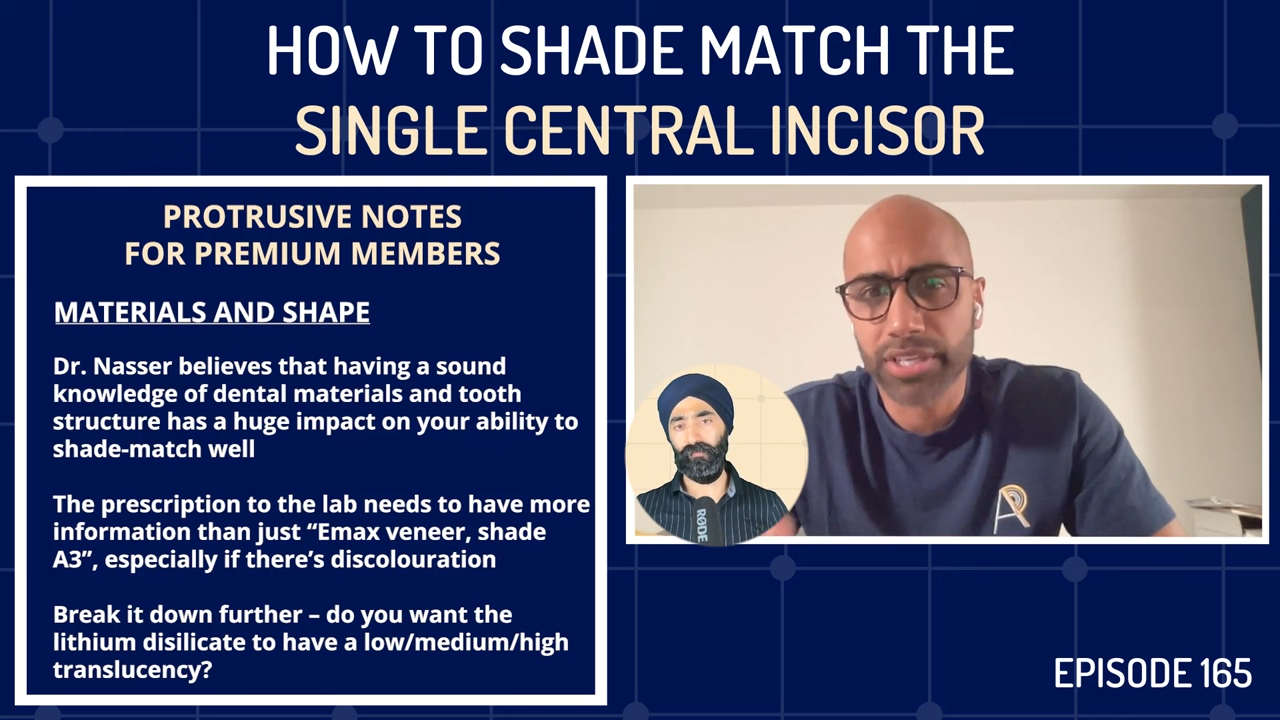 HOW TO SHADE MATCH THE
SINGLE CENTRAL INCISOR
PROTRUSIVE NOTES
FOR PREMIUM MEMBERS
MATERIALS AND SHAPE
Dr. Nasser believes that having a sound
knowledge of dental materials and tooth
structure has a huge impact on your ability to
shade-match well
The prescription to the lab needs to have more
information than just “Emax veneer, shade
A3”, especially if there’s discolouration
Break it down further – do you want the
lithium disilicate to have a low/medium/high
translucency?
RØDE
EPISODE 165